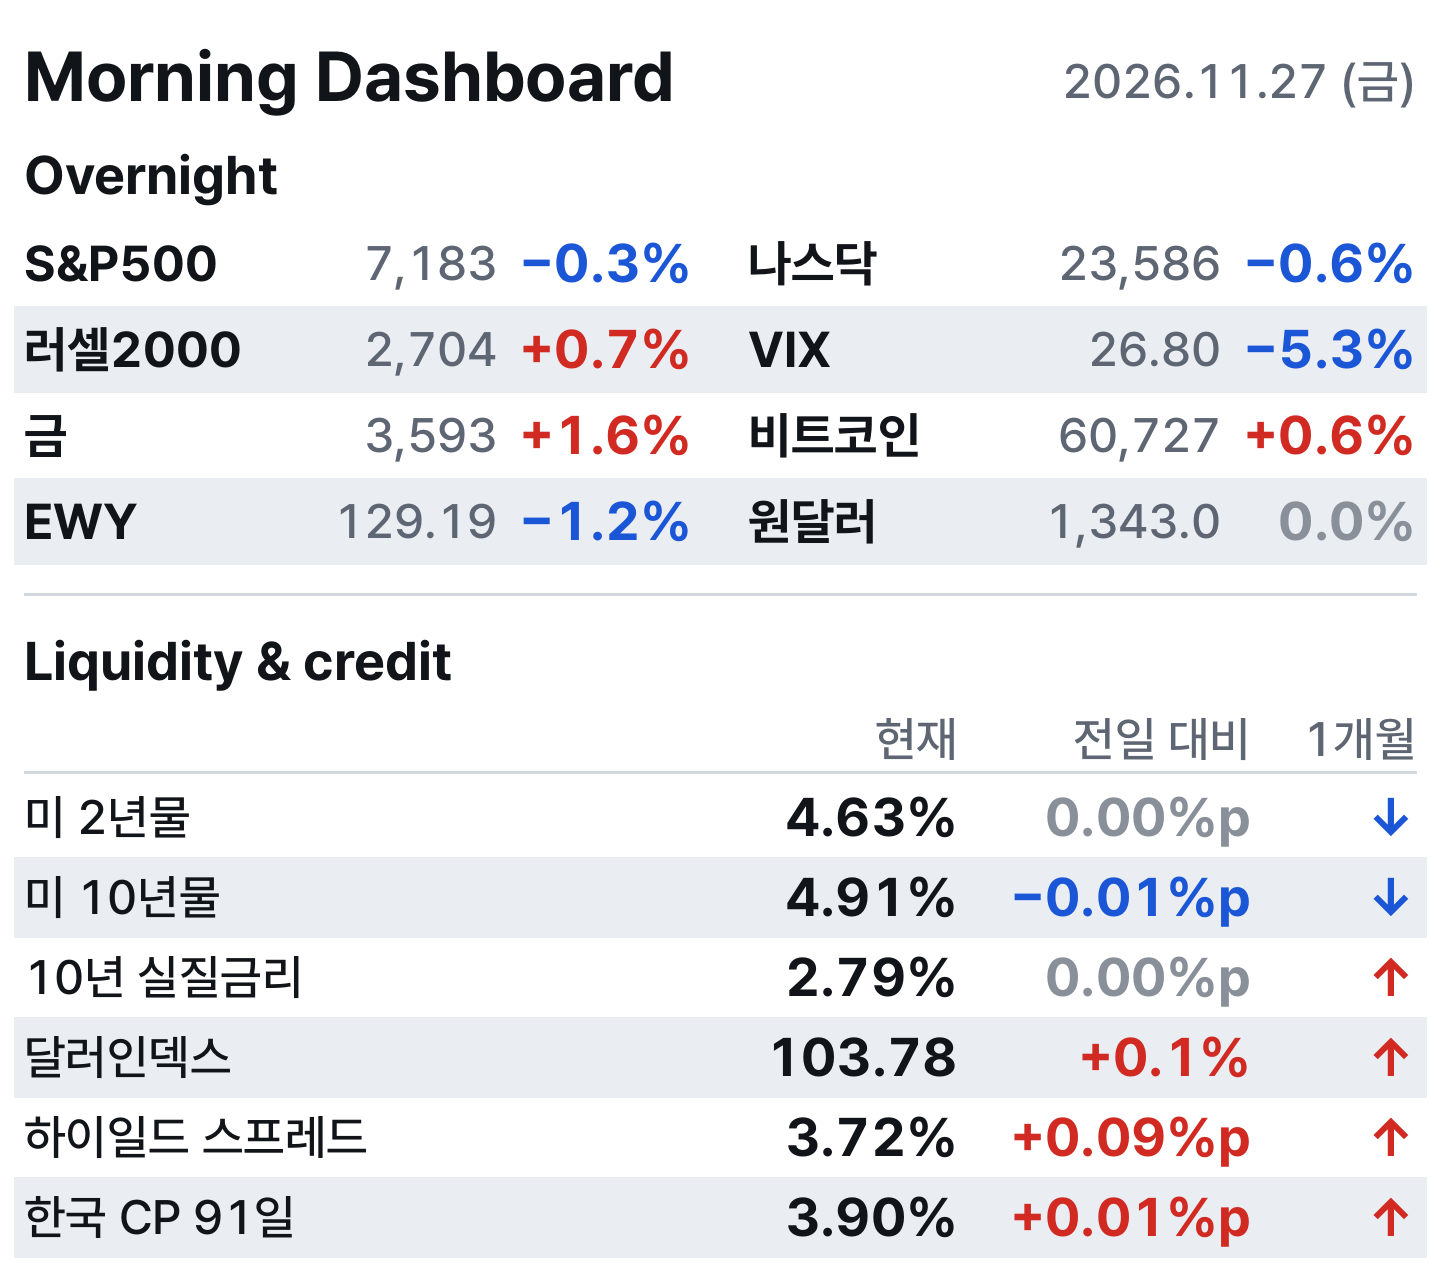 Morning Dashboard 2026.11.27 (금)
Overnight
S&P500 7,183 −0.3% 나스닥 23,586 −0.6%
러셀2000 2,704 +0.7% VIX 26.80 −5.3%
금 3,593 +1.6% 비트코인 60,727 +0.6%
EWY 129.19 −1.2% 원달러 1,343.0 0.0%
Liquidity & credit
현재 전일 대비 1개월
미 2년물 4.63% 0.00%p ↓
미 10년물 4.91% −0.01%p ↓
10년 실질금리 2.79% 0.00%p ↑
달러인덱스 103.78 +0.1% ↑
하이일드 스프레드 3.72% +0.09%p ↑
한국 CP 91일 3.90% +0.01%p ↑